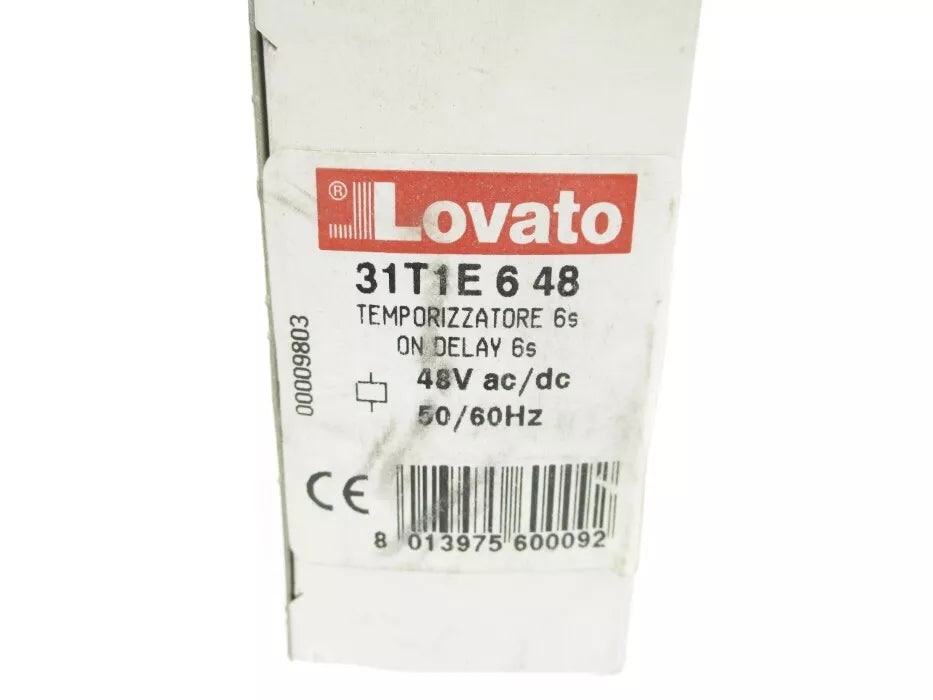 ® Lovato
31T1E 6 48
TEMPORIZZATORE 6s
ON DELAY 6s
48V ac/dc
50/60Hz
00009803
CE
8 013975 600092